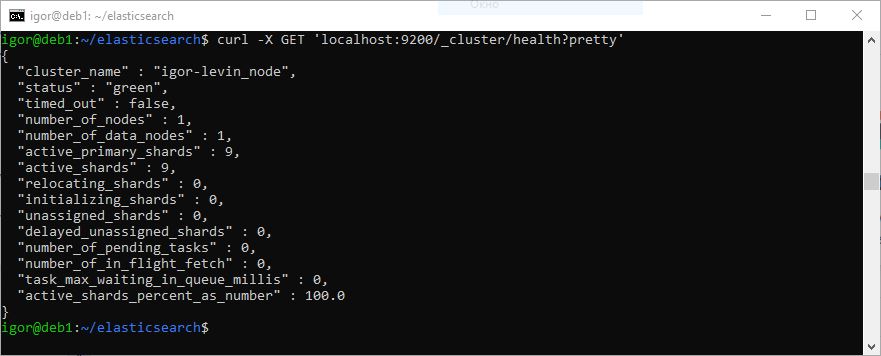 Окно
igor@deb1: ~/elasticsearch
igor@deb1:~/elasticsearch$ curl -X GET 'localhost:9200/_cluster/health?pretty'
{
  "cluster_name" : "igor-levin_node",
  "status" : "green",
  "timed_out" : false,
  "number_of_nodes" : 1,
  "number_of_data_nodes" : 1,
  "active_primary_shards" : 9,
  "active_shards" : 9,
  "relocating_shards" : 0,
  "initializing_shards" : 0,
  "unassigned_shards" : 0,
  "delayed_unassigned_shards" : 0,
  "number_of_pending_tasks" : 0,
  "number_of_in_flight_fetch" : 0,
  "task_max_waiting_in_queue_millis" : 0,
  "active_shards_percent_as_number" : 100.0
}
igor@deb1:~/elasticsearch$